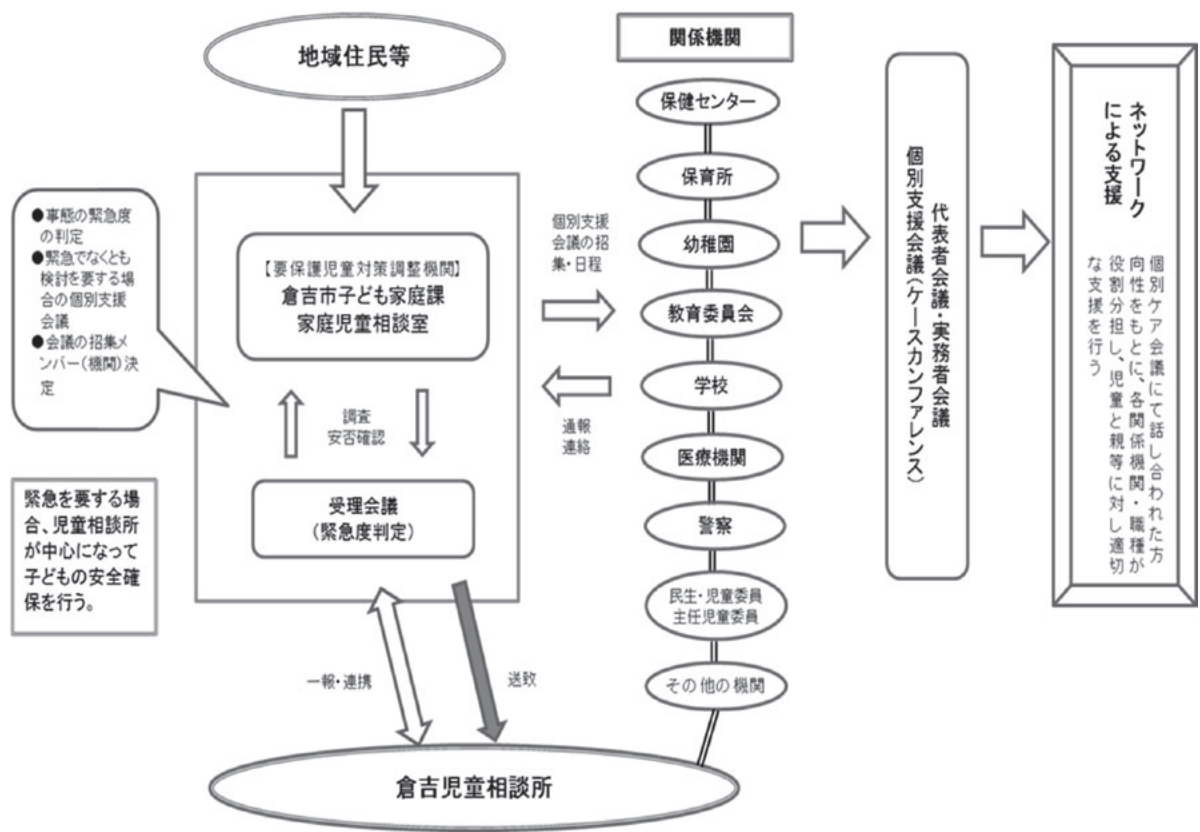 地域住民等
●事態の緊急度
の判定
●緊急でなくとも
検討を要する場
合の個別支援
会議
●会議の招集メ
ンバー(機関)決
定
緊急を要する場
合、児童相談所
が中心になって
子どもの安全確
保を行う。
【要保護児童対策調整機関】
倉吉市子ども家庭課
家庭児童相談室
調査
安否確認
受理会議
(緊急度判定)
一報・連携
送致
倉吉児童相談所
個別支援
会議の招
集・日程
通報
連絡
関係機関
保健センター
保育所
幼稚園
教育委員会
学校
医療機関
警察
民生・児童委員
主任児童委員
その他の機関
代表者会議・実務者会議
個別支援会議(ケースカンファレンス)
ネットワーク
による支援
個別ケア会議にて話し合われた方
向性をもとに、各関係機関・職種が
役割分担し、児童と親等に対し適切
な支援を行う